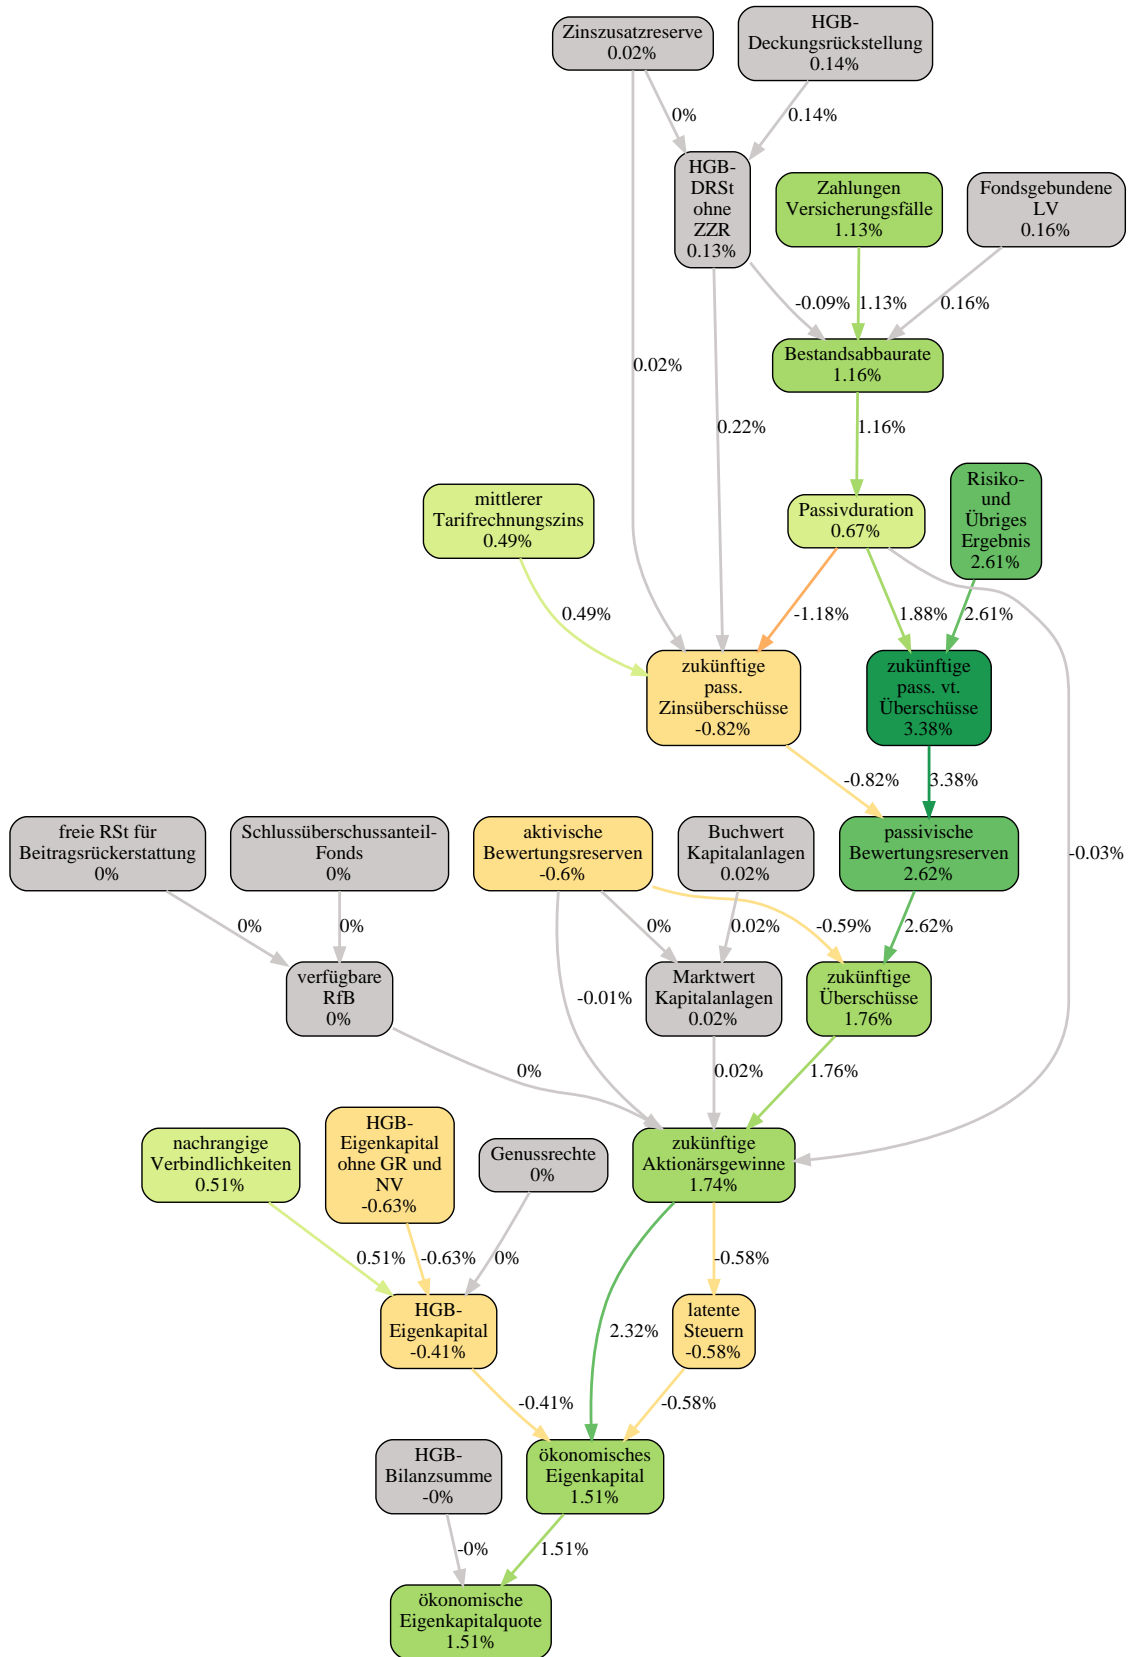 Zinszusatzreserve
0.02%
HGB-
Deckungsrückstellung
0.14%
0%
0.14%
HGB-
DRSt
ohne
ZZR
0.13%
Zahlungen
Versicherungsfälle
1.13%
Fondsgebundene
LV
0.16%
-0.09%
1.13%
0.16%
0.02%
Bestandsabbaurate
1.16%
0.22%
1.16%
mittlerer
Tarifrechnungszins
0.49%
Passivduration
0.67%
Risiko-
und
Übriges
Ergebnis
2.61%
0.49%
-1.18%
1.88%
2.61%
zukünftige
pass.
Zinsüberschüsse
-0.82%
zukünftige
pass. vt.
Überschüsse
3.38%
-0.82%
3.38%
freie RSt für
Beitragsrückerstattung
0%
Schlussüberschussanteil-
Fonds
0%
aktivische
Bewertungsreserven
-0.6%
Buchwert
Kapitalanlagen
0.02%
passivische
Bewertungsreserven
2.62%
-0.03%
0%
0%
0%
0.02%
-0.59%
2.62%
verfügbare
RfB
0%
-0.01%
Marktwert
Kapitalanlagen
0.02%
zukünftige
Überschüsse
1.76%
0%
0.02%
1.76%
nachrangige
Verbindlichkeiten
0.51%
HGB-
Eigenkapital
ohne GR und
NV
-0.63%
Genussrechte
0%
zukünftige
Aktionärsgewinne
1.74%
0.51%
-0.63%
0%
-0.58%
HGB-
Eigenkapital
-0.41%
2.32%
latente
Steuern
-0.58%
-0.41%
-0.58%
HGB-
Bilanzsumme
-0%
ökonomisches
Eigenkapital
1.51%
-0%
1.51%
ökonomische
Eigenkapitalquote
1.51%